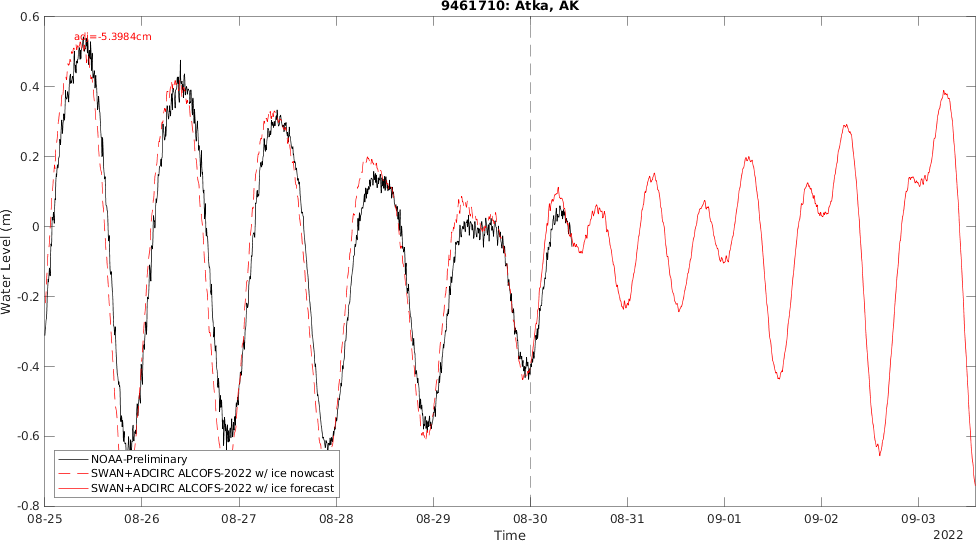 9461710: Atka, AK
adj=-5.3984cm
Water Level (m)
0.6
0.4
0.2
0
-0.2
-0.4
-0.6
-0.8
NOAA-Preliminary
SWAN+ADCIRC ALCOFS-2022 w/ ice nowcast
SWAN+ADCIRC ALCOFS-2022 w/ ice forecast
08-25 08-26 08-27 08-28 08-29 08-30 08-31 09-01 09-02 09-03
Time
2022